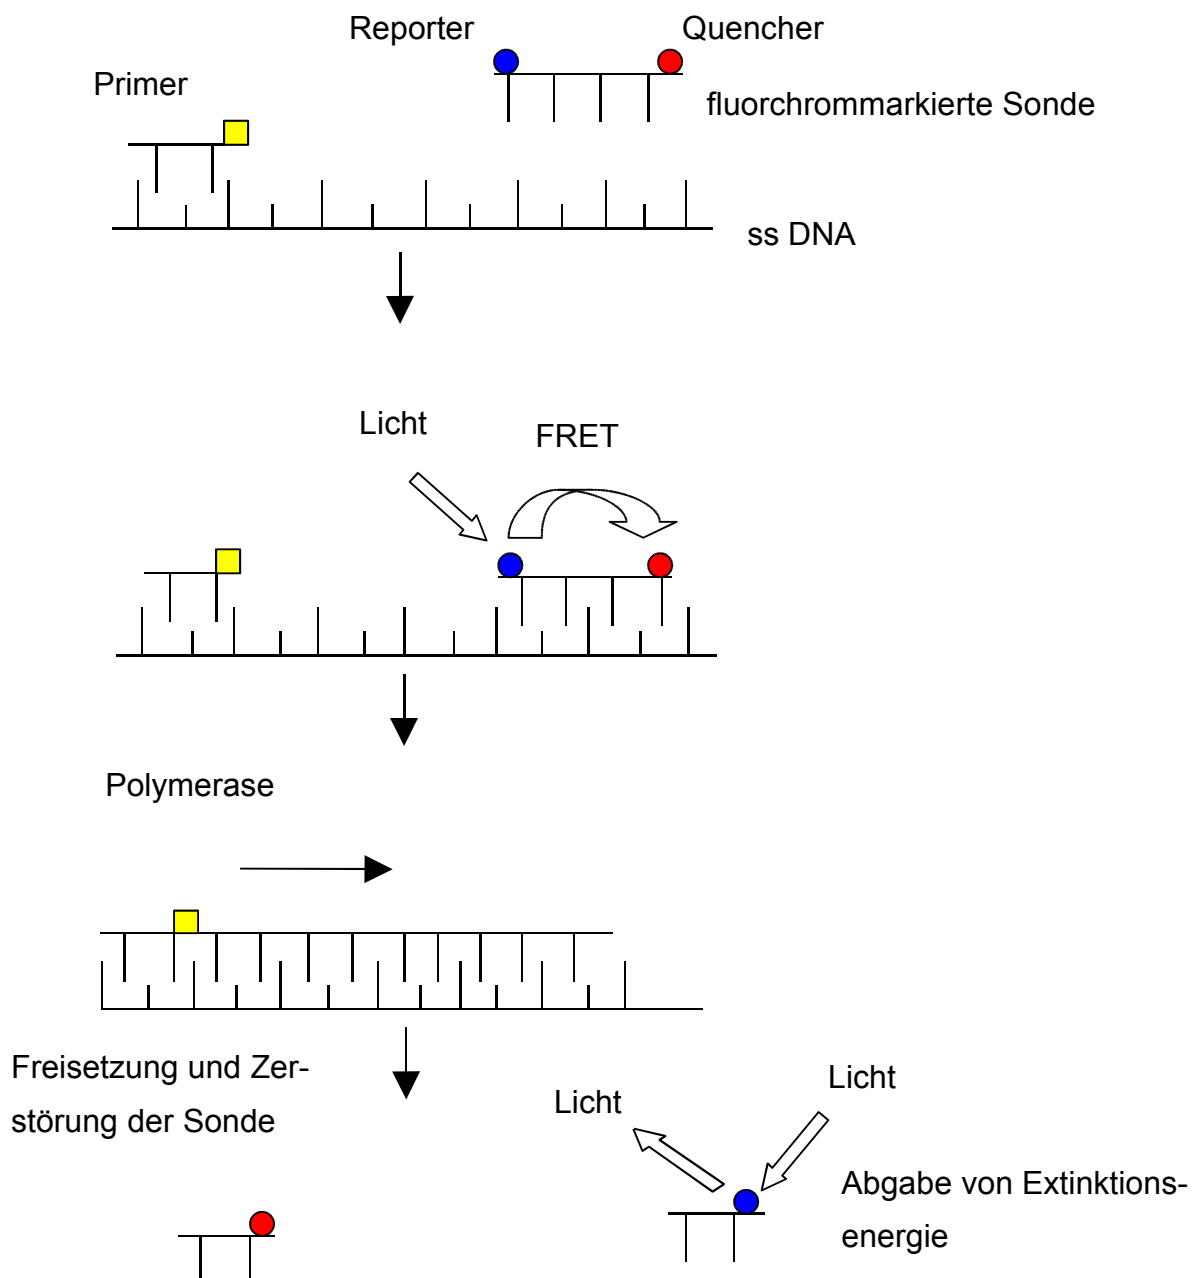 Reporter
Quencher
Primer
fluorchrommarkierte Sonde
ss DNA
Licht
FRET
Polymerase
Freisetzung und Zer-
störung der Sonde
Licht
Licht
Abgabe von Extinktions-
energie